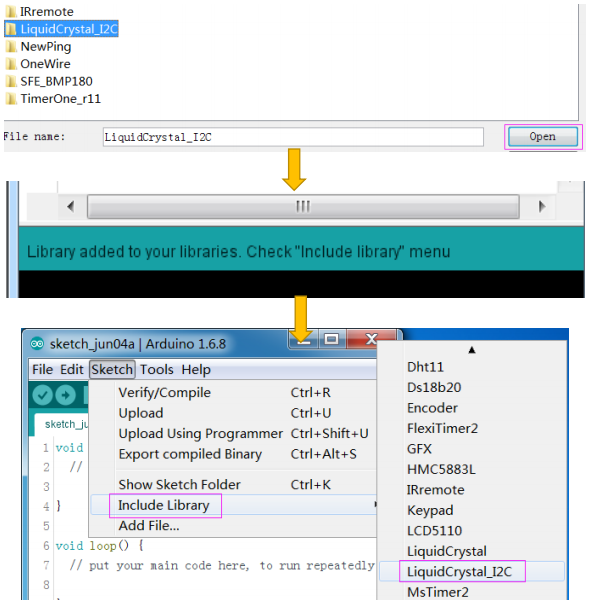 IRremote
LiquidCrystal_I2C
NewPing
OneWire
SFE_BMP180
TimerOne_r11
File name: LiquidCrystal_I2C Open
Library added to your libraries. Check "Include library" menu
sketch_jun04a | Arduino 1.6.8
File Edit Sketch Tools Help
sketch_ju
Verify/Compile Ctrl+R
Upload Ctrl+U
Upload Using Programmer Ctrl+Shift+U
Export compiled Binary Ctrl+Alt+S
Show Sketch Folder Ctrl+K
Include Library
Add File...
1 void
2 //
3
4 }
5
6 void loop() {
7 // put your main code here, to run repeatedly
8
Dht11
Ds18b20
Encoder
FlexiTimer2
GFX
HMC5883L
IRremote
Keypad
LCD5110
LiquidCrystal
LiquidCrystal_I2C
MsTimer2